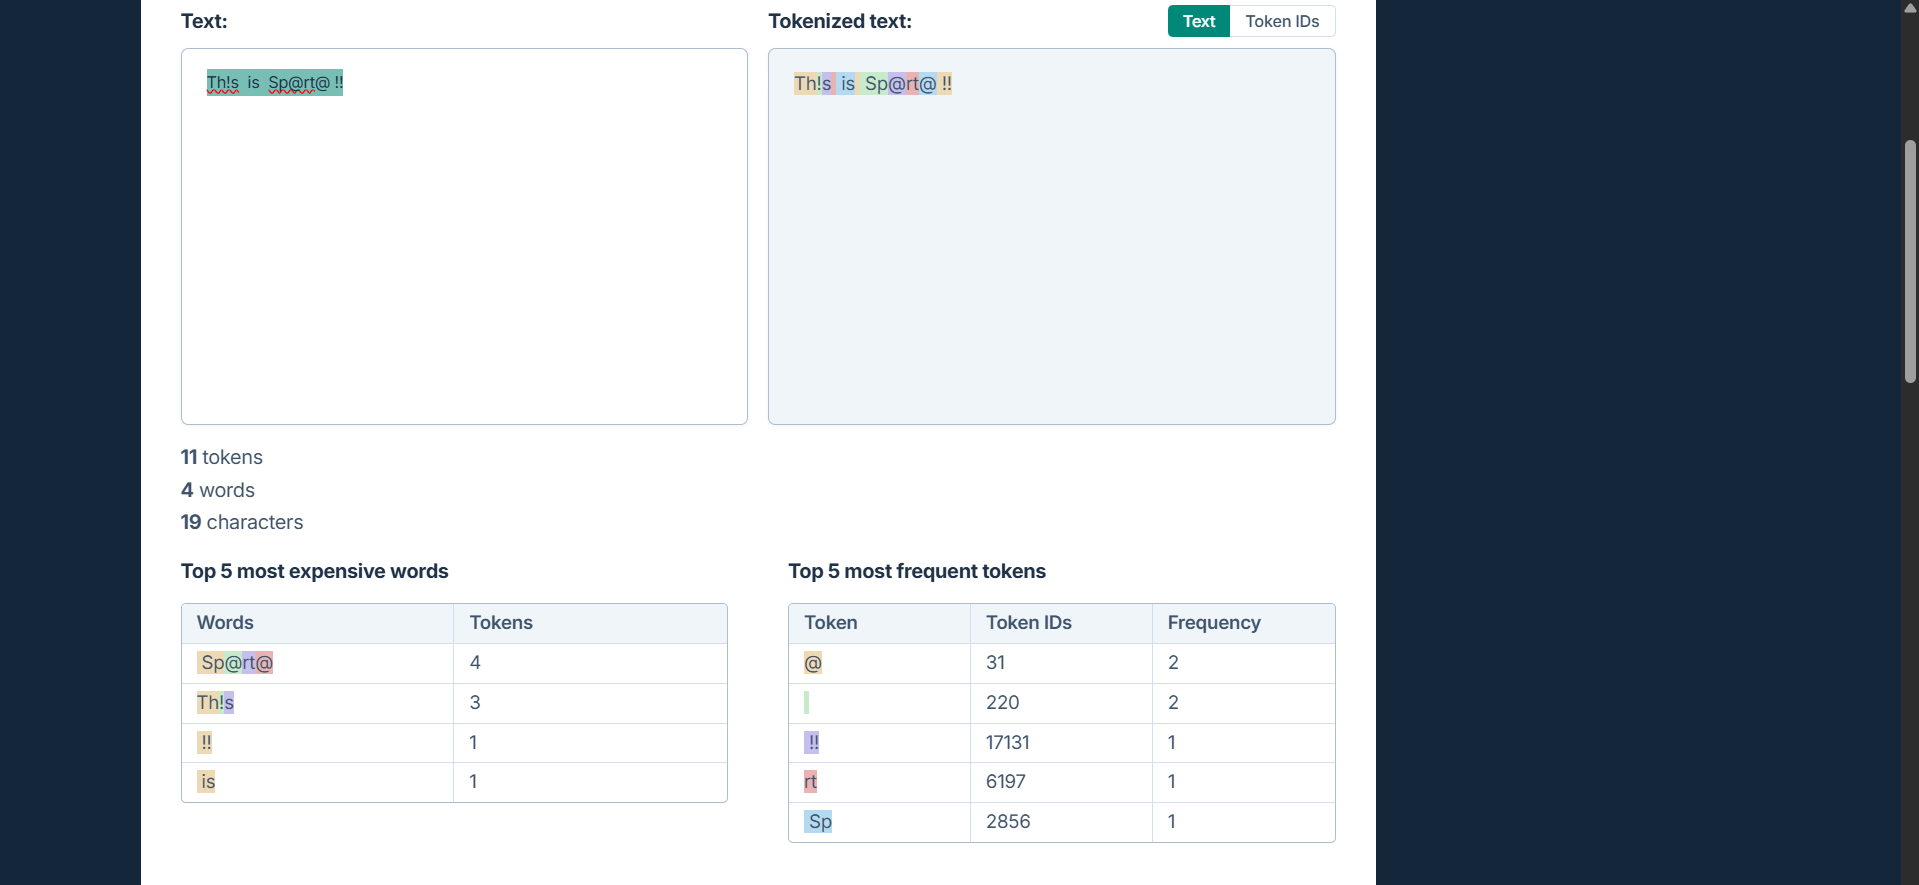 Text:
Tokenized text:
Text Token IDs
Th!s  is  Sp@rt@ !!
Th!s  is  Sp@rt@ !!
11 tokens
4 words
19 characters
Top 5 most expensive words
Words Tokens
Sp@rt@ 4
Th!s 3
!! 1
is 1
Top 5 most frequent tokens
Token Token IDs Frequency
@ 31 2
220 2
!! 17131 1
rt 6197 1
Sp 2856 1